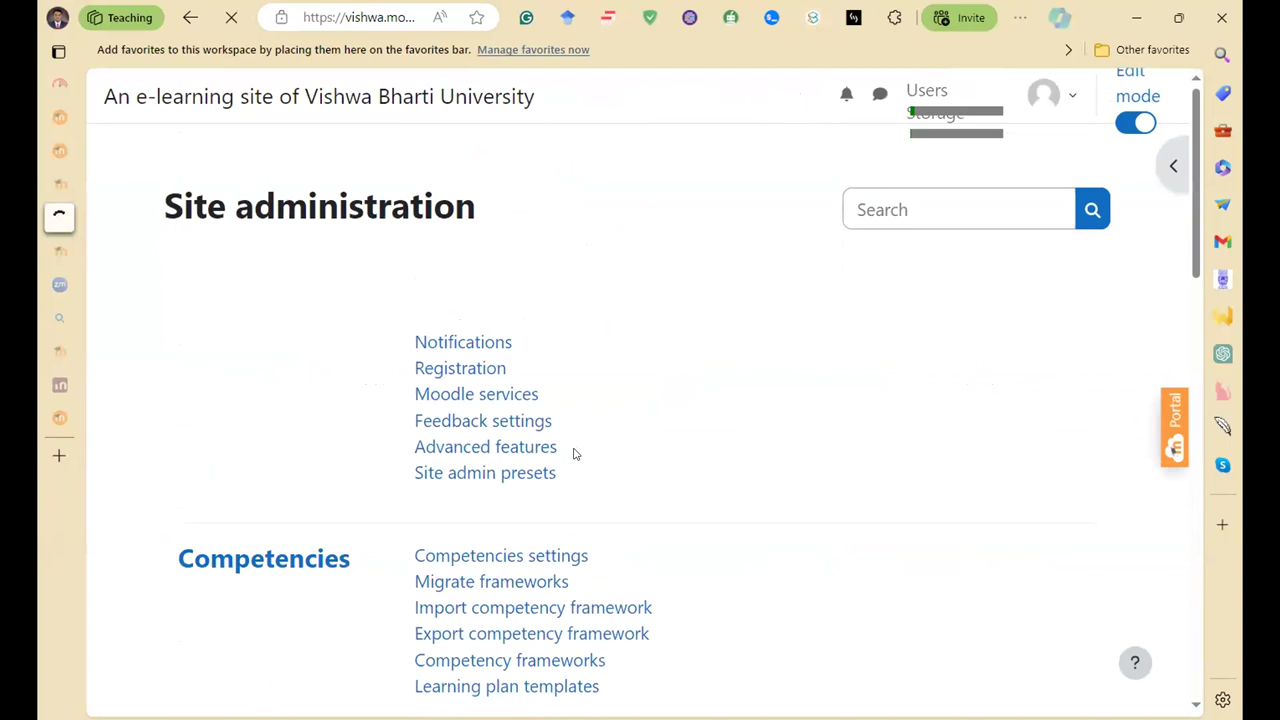 Teaching
https://vishwa.mo...
A
Invite
Add favorites to this workspace by placing them here on the favorites bar. Manage favorites now
Other favorites
An e-learning site of Vishwa Bharti University
Users
Storage
Edit
mode
Site administration
Search
Notifications
Registration
Moodle services
Feedback settings
Advanced features
Site admin presets
Portal
Competencies
Competencies settings
Migrate frameworks
Import competency framework
Export competency framework
Competency frameworks
Learning plan templates
?
zm
in